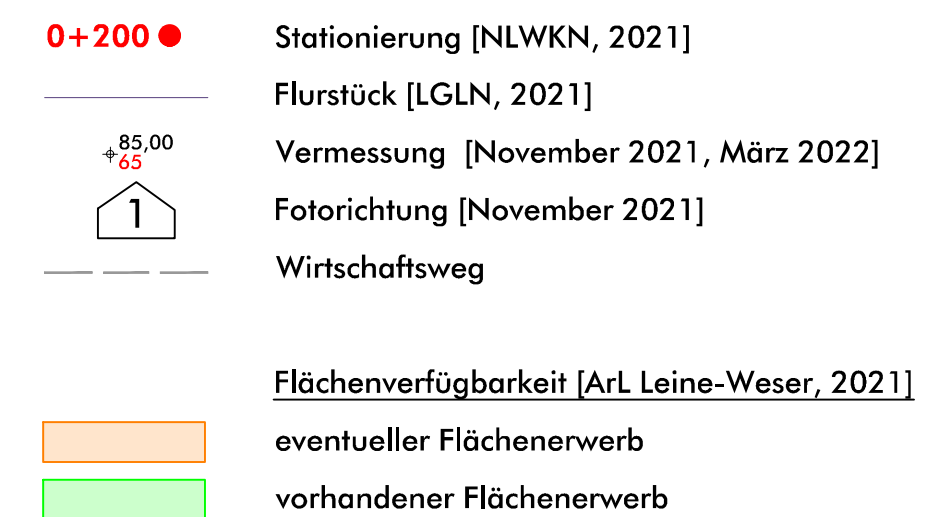 0+200 Stationierung [NLWKN, 2021]
Flurstück [LGLN, 2021]
85,00
65
Vermessung [November 2021, März 2022]
1 Fotorichtung [November 2021]
Wirtschaftsweg
Flächenverfügbarkeit [ArL Leine-Weser, 2021]
eventueller Flächenerwerb
vorhandener Flächenerwerb